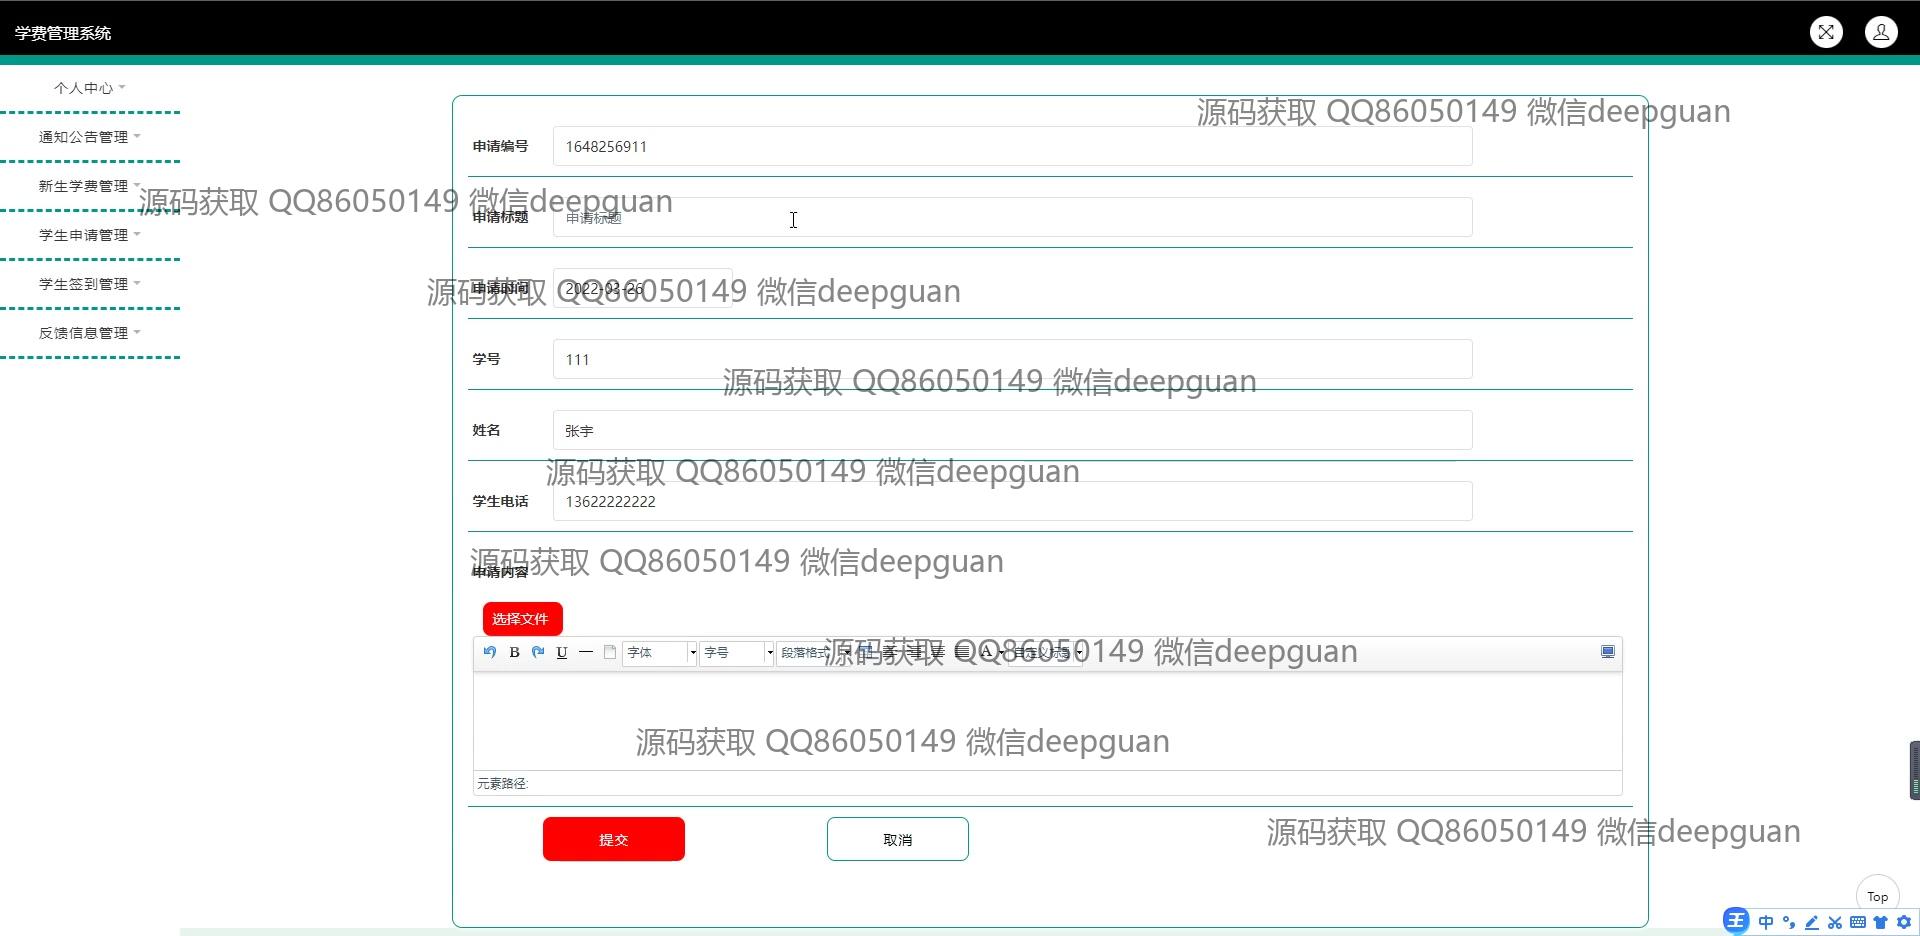 学费管理系统
个人中心
通知公告管理
新生学费管理
学生申请管理
学生签到管理
反馈信息管理
源码获取 QQ86050149 微信deepguan
申请编号 1648256911
源码获取 QQ86050149 微信deepguan
申请标题 申请标题
源码获取 QQ86050149 微信deepguan
申请时间 2022-03-26
学号 111
源码获取 QQ86050149 微信deepguan
姓名 张宇
源码获取 QQ86050149 微信deepguan
学生电话 13622222222
源码获取 QQ86050149 微信deepguan
申请内容
选择文件
B U 字体 字号 段落格式 A 自定义标题
源码获取 QQ86050149 微信deepguan
源码获取 QQ86050149 微信deepguan
元素路径:
提交 取消
源码获取 QQ86050149 微信deepguan
Top
王 中